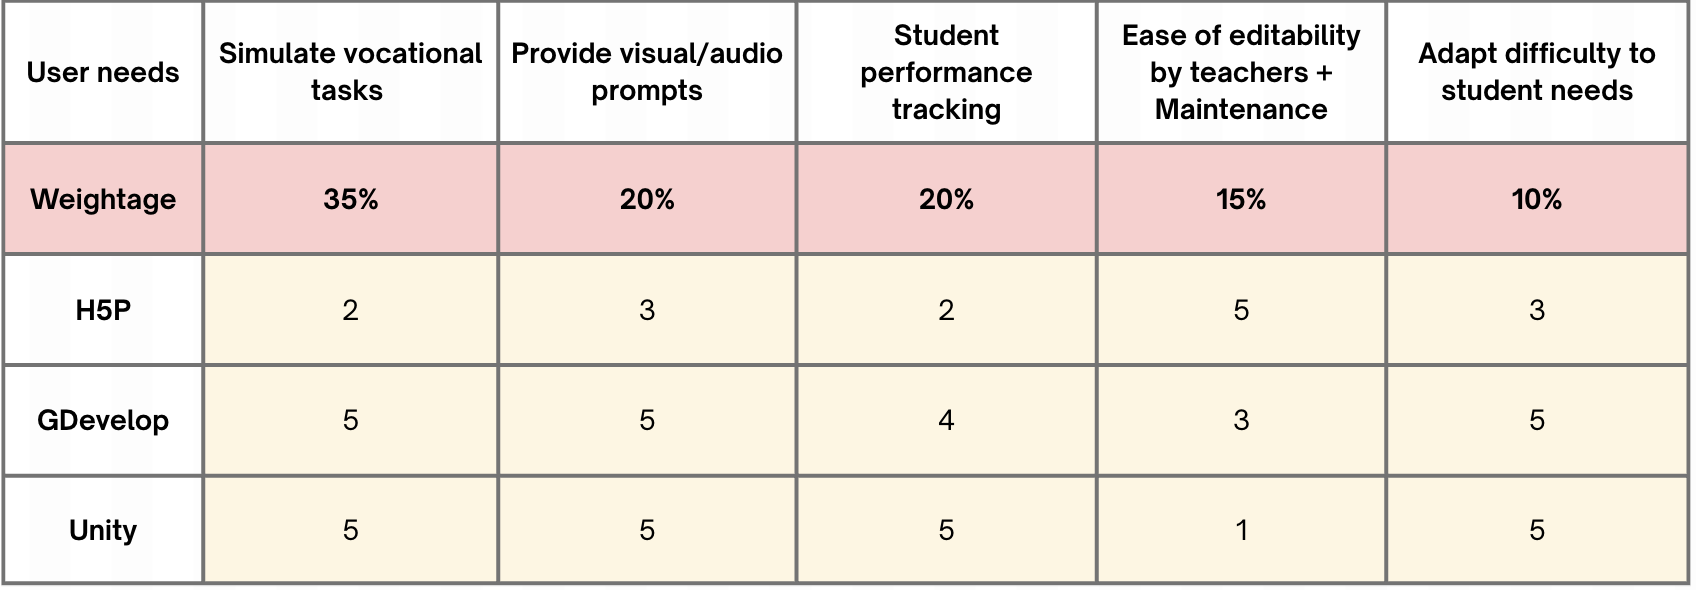 User needs
Simulate vocational
tasks
Provide visual/audio
prompts
Student
performance
tracking
Ease of editability
by teachers +
Maintenance
Adapt difficulty to
student needs
Weightage 35% 20% 20% 15% 10%
H5P 2 3 2 5 3
GDevelop 5 5 4 3 5
Unity 5 5 5 1 5